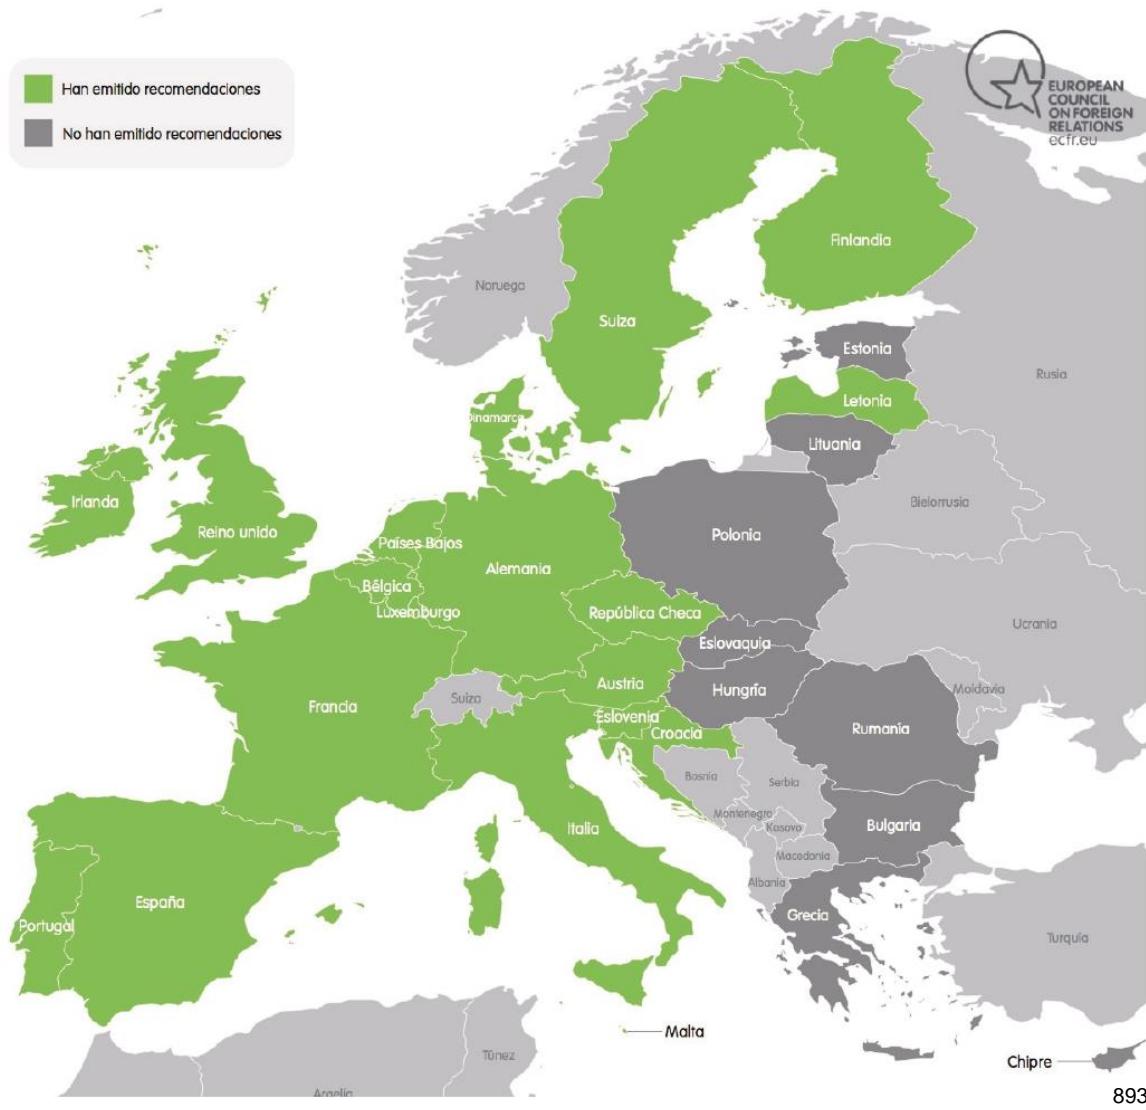 Han emitido recomendaciones
No han emitido recomendaciones
EUROPEAN
COUNCIL
ON FOREIGN
RELATIONS
ecfr.eu
Finlandia
Noruega
Suiza
Estonia
Rusia
Letonia
Dinamarca
Lituania
Irlanda
Bielorrusia
Reino unido
Polonia
Países Bajos
Alemania
Bélgica
Luxemburgo
República Checa
Ucrania
Eslovaquia
Austria
Hungría
Moldavia
Suiza
Francia
Eslovenia
Croacia
Rumanía
Bosnia
Serbia
Montenegro
Kosovo
Bulgaria
Italia
Macedonia
Albania
España
Grecia
Portugal
Turquía
Malta
Túnez
Chipre
Argelia
893